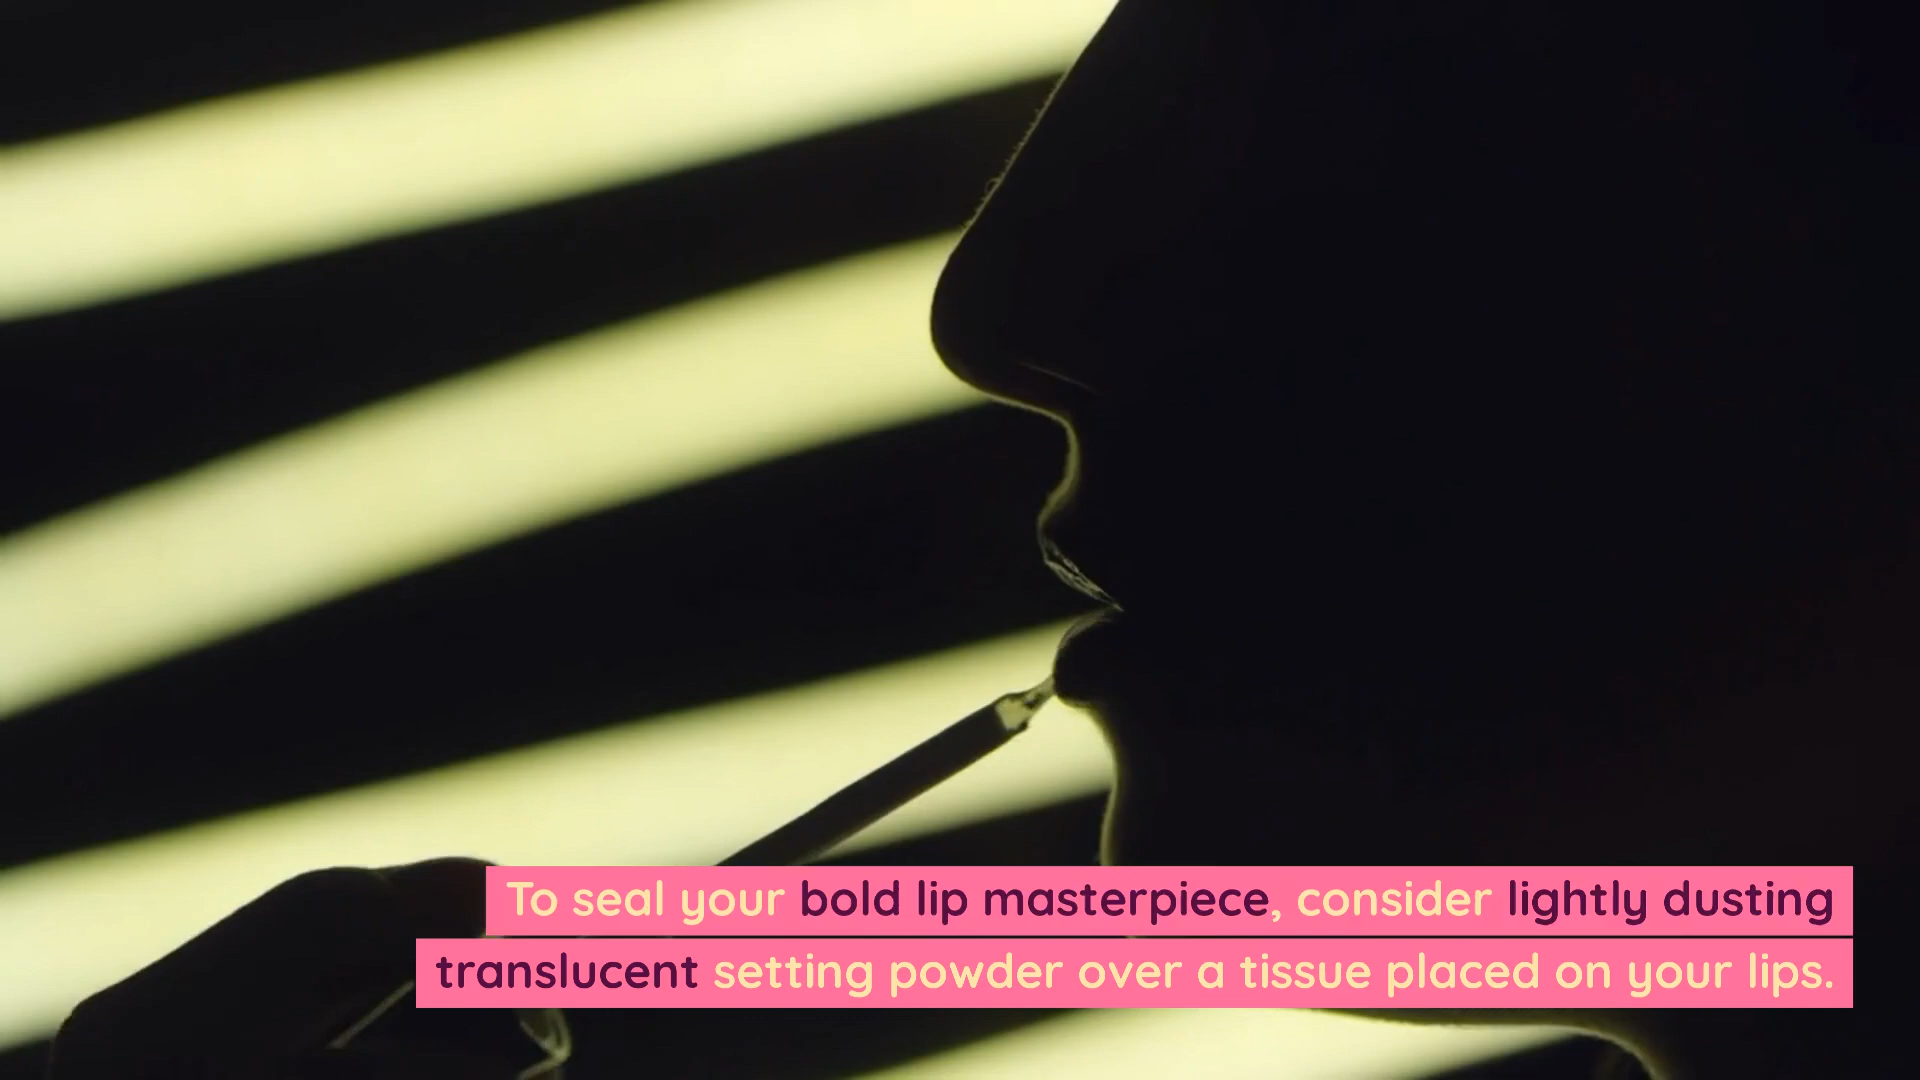 To seal your bold lip masterpiece, consider lightly dusting
translucent setting powder over a tissue placed on your lips.